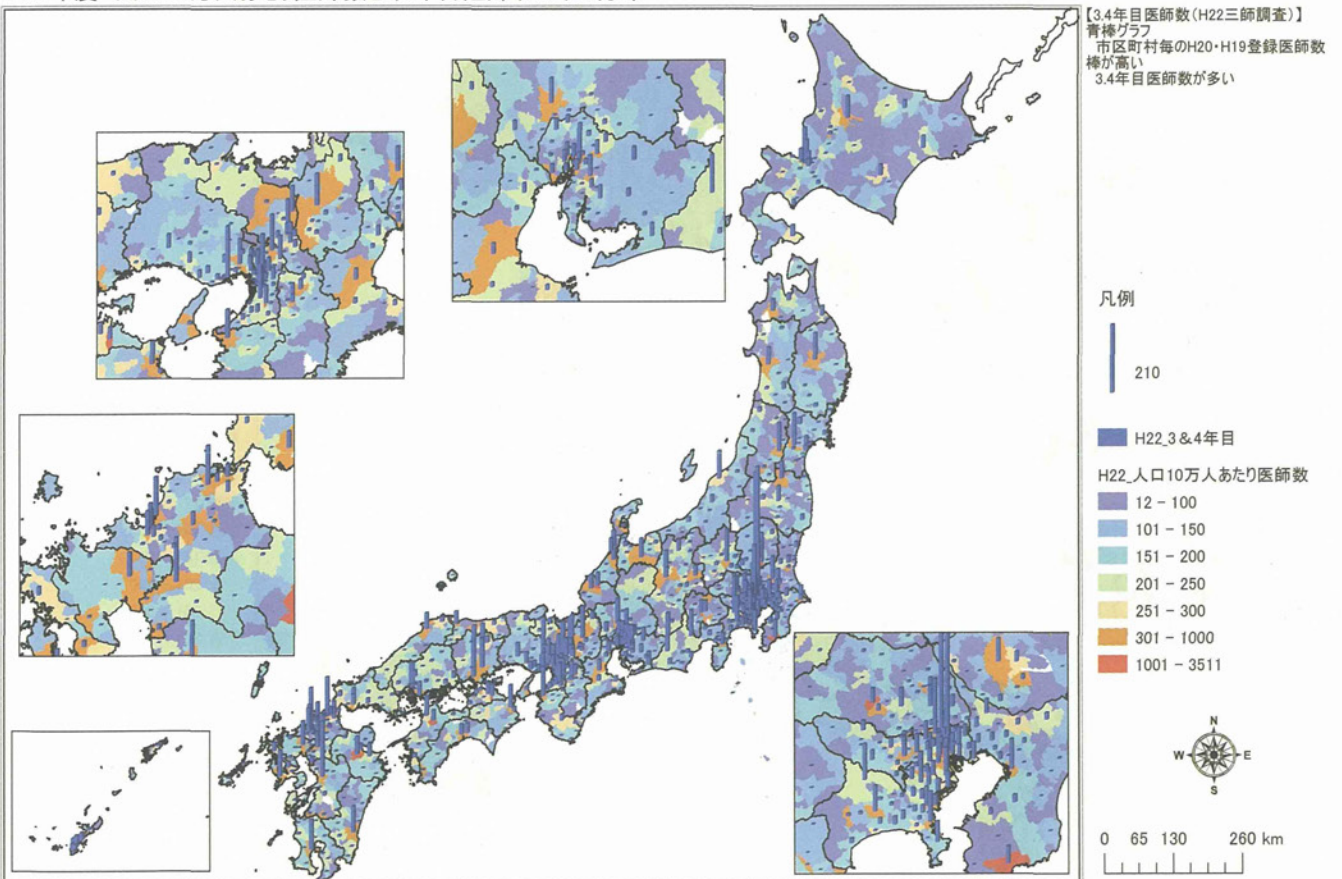 【3.4年目医師数(H22三師調査)】
青棒グラフ
市区町村毎のH20・H19登録医師数
棒が高い
3.4年目医師数が多い
凡例
210
H22_3&4年目
H22_人口10万人あたり医師数
12 - 100
101 - 150
151 - 200
201 - 250
251 - 300
301 - 1000
1001 - 3511
N
W
E
S
0 65 130 260 km